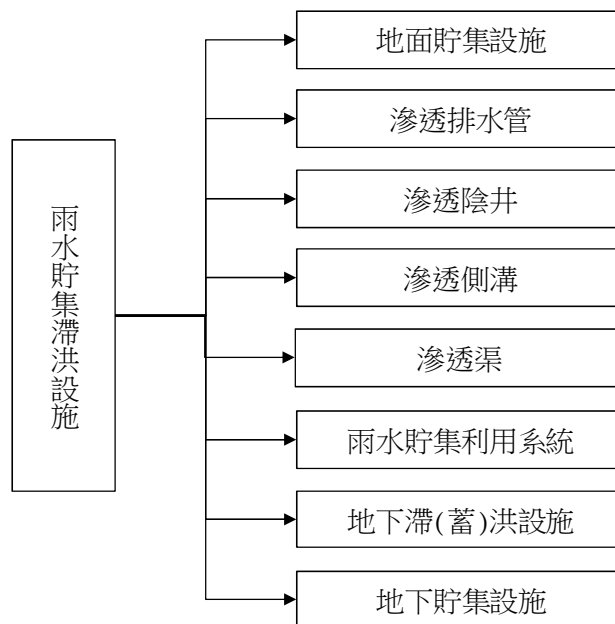 雨水貯集滯洪設施
地面貯集設施
滲透排水管
滲透陰井
滲透側溝
滲透渠
雨水貯集利用系統
地下滯(蓄)洪設施
地下貯集設施